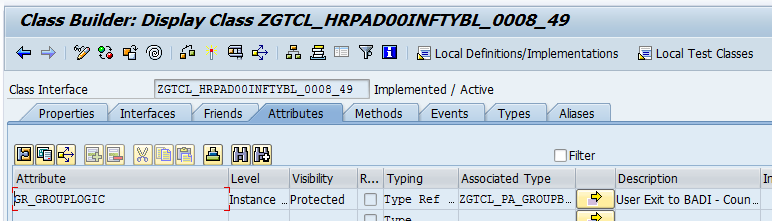 Class Builder: Display Class ZGTCL_HRPAD00INFTYBL_0008_49
Local Definitions/Implementations Local Test Classes
Class Interface ZGTCL_HRPAD00INFTYBL_0008_49 Implemented / Active
Properties Interfaces Friends Attributes Methods Events Types Aliases
Filter
Attribute Level Visibility R... Typing Associated Type Description In
GR_GROUPLOGIC Instance ... Protected Type Ref ... ZGTCL_PA_GROUPB... User Exit to BADI - Coun...
Type